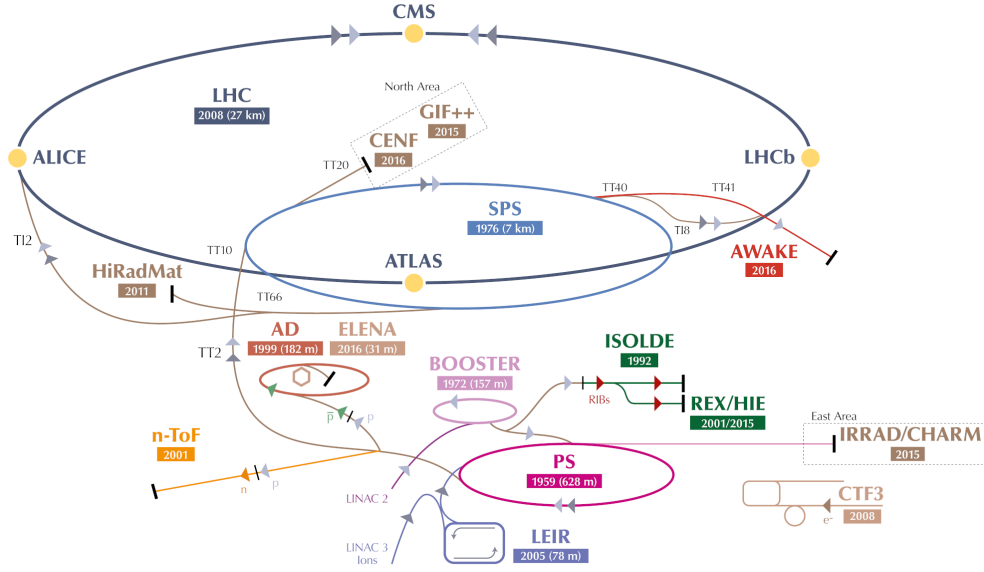 CMS
LHC
2008 (27 km)
North Area
GIF++
2015
CENF
2016
ALICE
LHCb
TT20
TT40
TT41
SPS
1976 (7 km)
TI8
TI2
TT10
AWAKE
2016
ATLAS
HiRadMat
2011
TT66
AD
1999 (182 m)
ELENA
2016 (31 m)
TT2
BOOSTER
1972 (157 m)
ISOLDE
1992
RIBs
REX/HIE
2001/2015
p̅
p
East Area
n-ToF
2001
IRRAD/CHARM
2015
PS
1959 (628 m)
n
p
LINAC 2
CTF3
2008
e⁻
LEIR
2005 (78 m)
LINAC 3
Ions